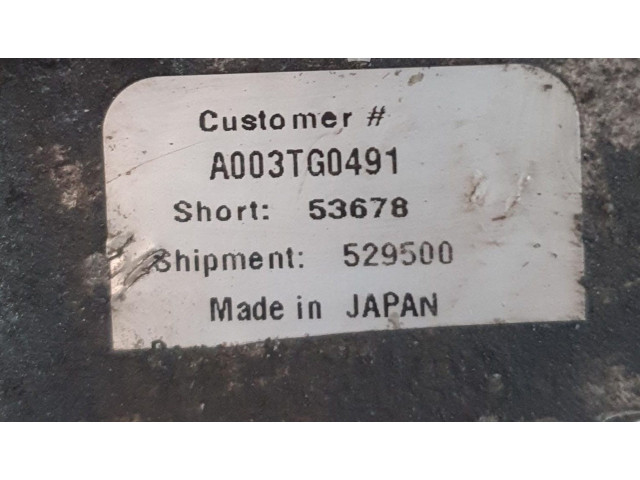 Customer #
A003TG0491
Short: 53678
Shipment: 529500
Made in JAPAN